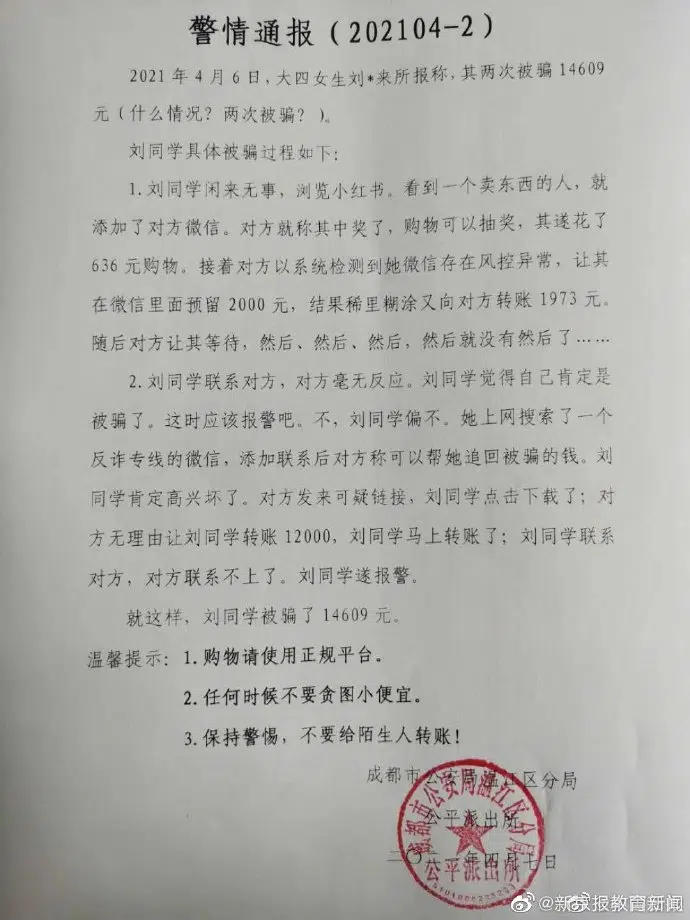 警情通报(202104-2)
2021年4月6日,大四女生刘*来所报称,其两次被骗14609
元(什么情况?两次被骗?)。
刘同学具体被骗过程如下:
1.刘同学闲来无事,浏览小红书。看到一个卖东西的人,就
添加了对方微信。对方就称其中奖了,购物可以抽奖,其遂花了
636元购物。接着对方以系统检测到她微信存在风控异常,让其
在微信里面预留2000元,结果稀里糊涂又向对方转账1973元。
随后对方让其等待,然后、然后、然后,然后就没有然后了……
2.刘同学联系对方,对方毫无反应。刘同学觉得自己肯定是
被骗了。这时应该报警吧。不,刘同学偏不。她上网搜索了一个
反诈专线的微信,添加联系后对方称可以帮她追回被骗的钱。刘
同学肯定高兴坏了。对方发来可疑链接,刘同学点击下载了;对
方无理由让刘同学转账12000,刘同学马上转账了;刘同学联系
对方,对方联系不上了。刘同学遂报警。
就这样,刘同学被骗了14609元。
温馨提示:1.购物请使用正规平台。
2.任何时候不要贪图小便宜。
3.保持警惕,不要给陌生人转账!
成都市公安局温江区分局
公平派出所
二〇二一年四月七日
成都市公安局温江区分局
公平派出所
@新京报教育新闻